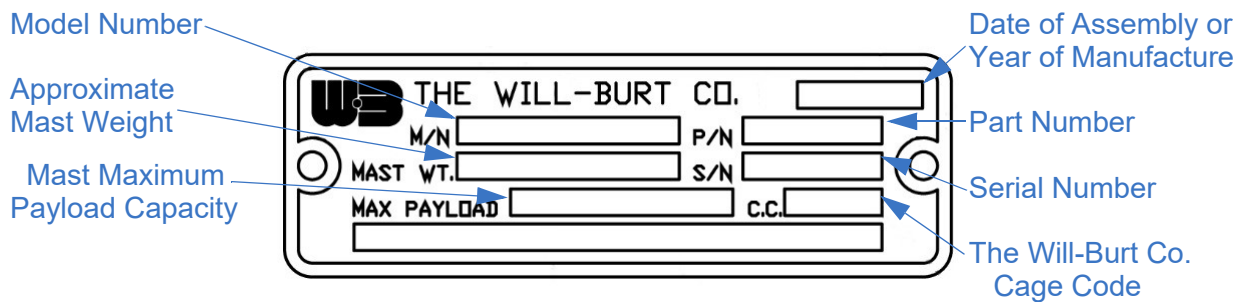 Model Number
Date of Assembly or
Year of Manufacture
Approximate
Mast Weight
WB THE WILL-BURT CO.
M/N P/N
Part Number
MAST WT. S/N
Mast Maximum
Payload Capacity
Serial Number
MAX PAYLOAD C.C.
The Will-Burt Co.
Cage Code